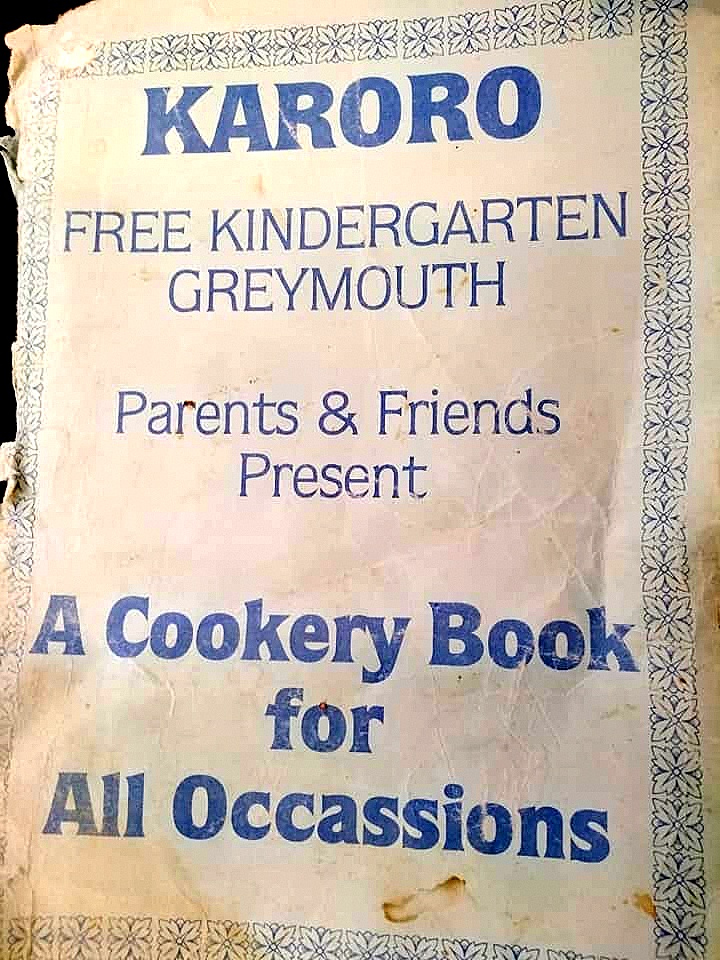 KARORO
FREE KINDERGARTEN
GREYMOUTH
Parents & Friends
Present
A Cookery Book
for
All Occassions